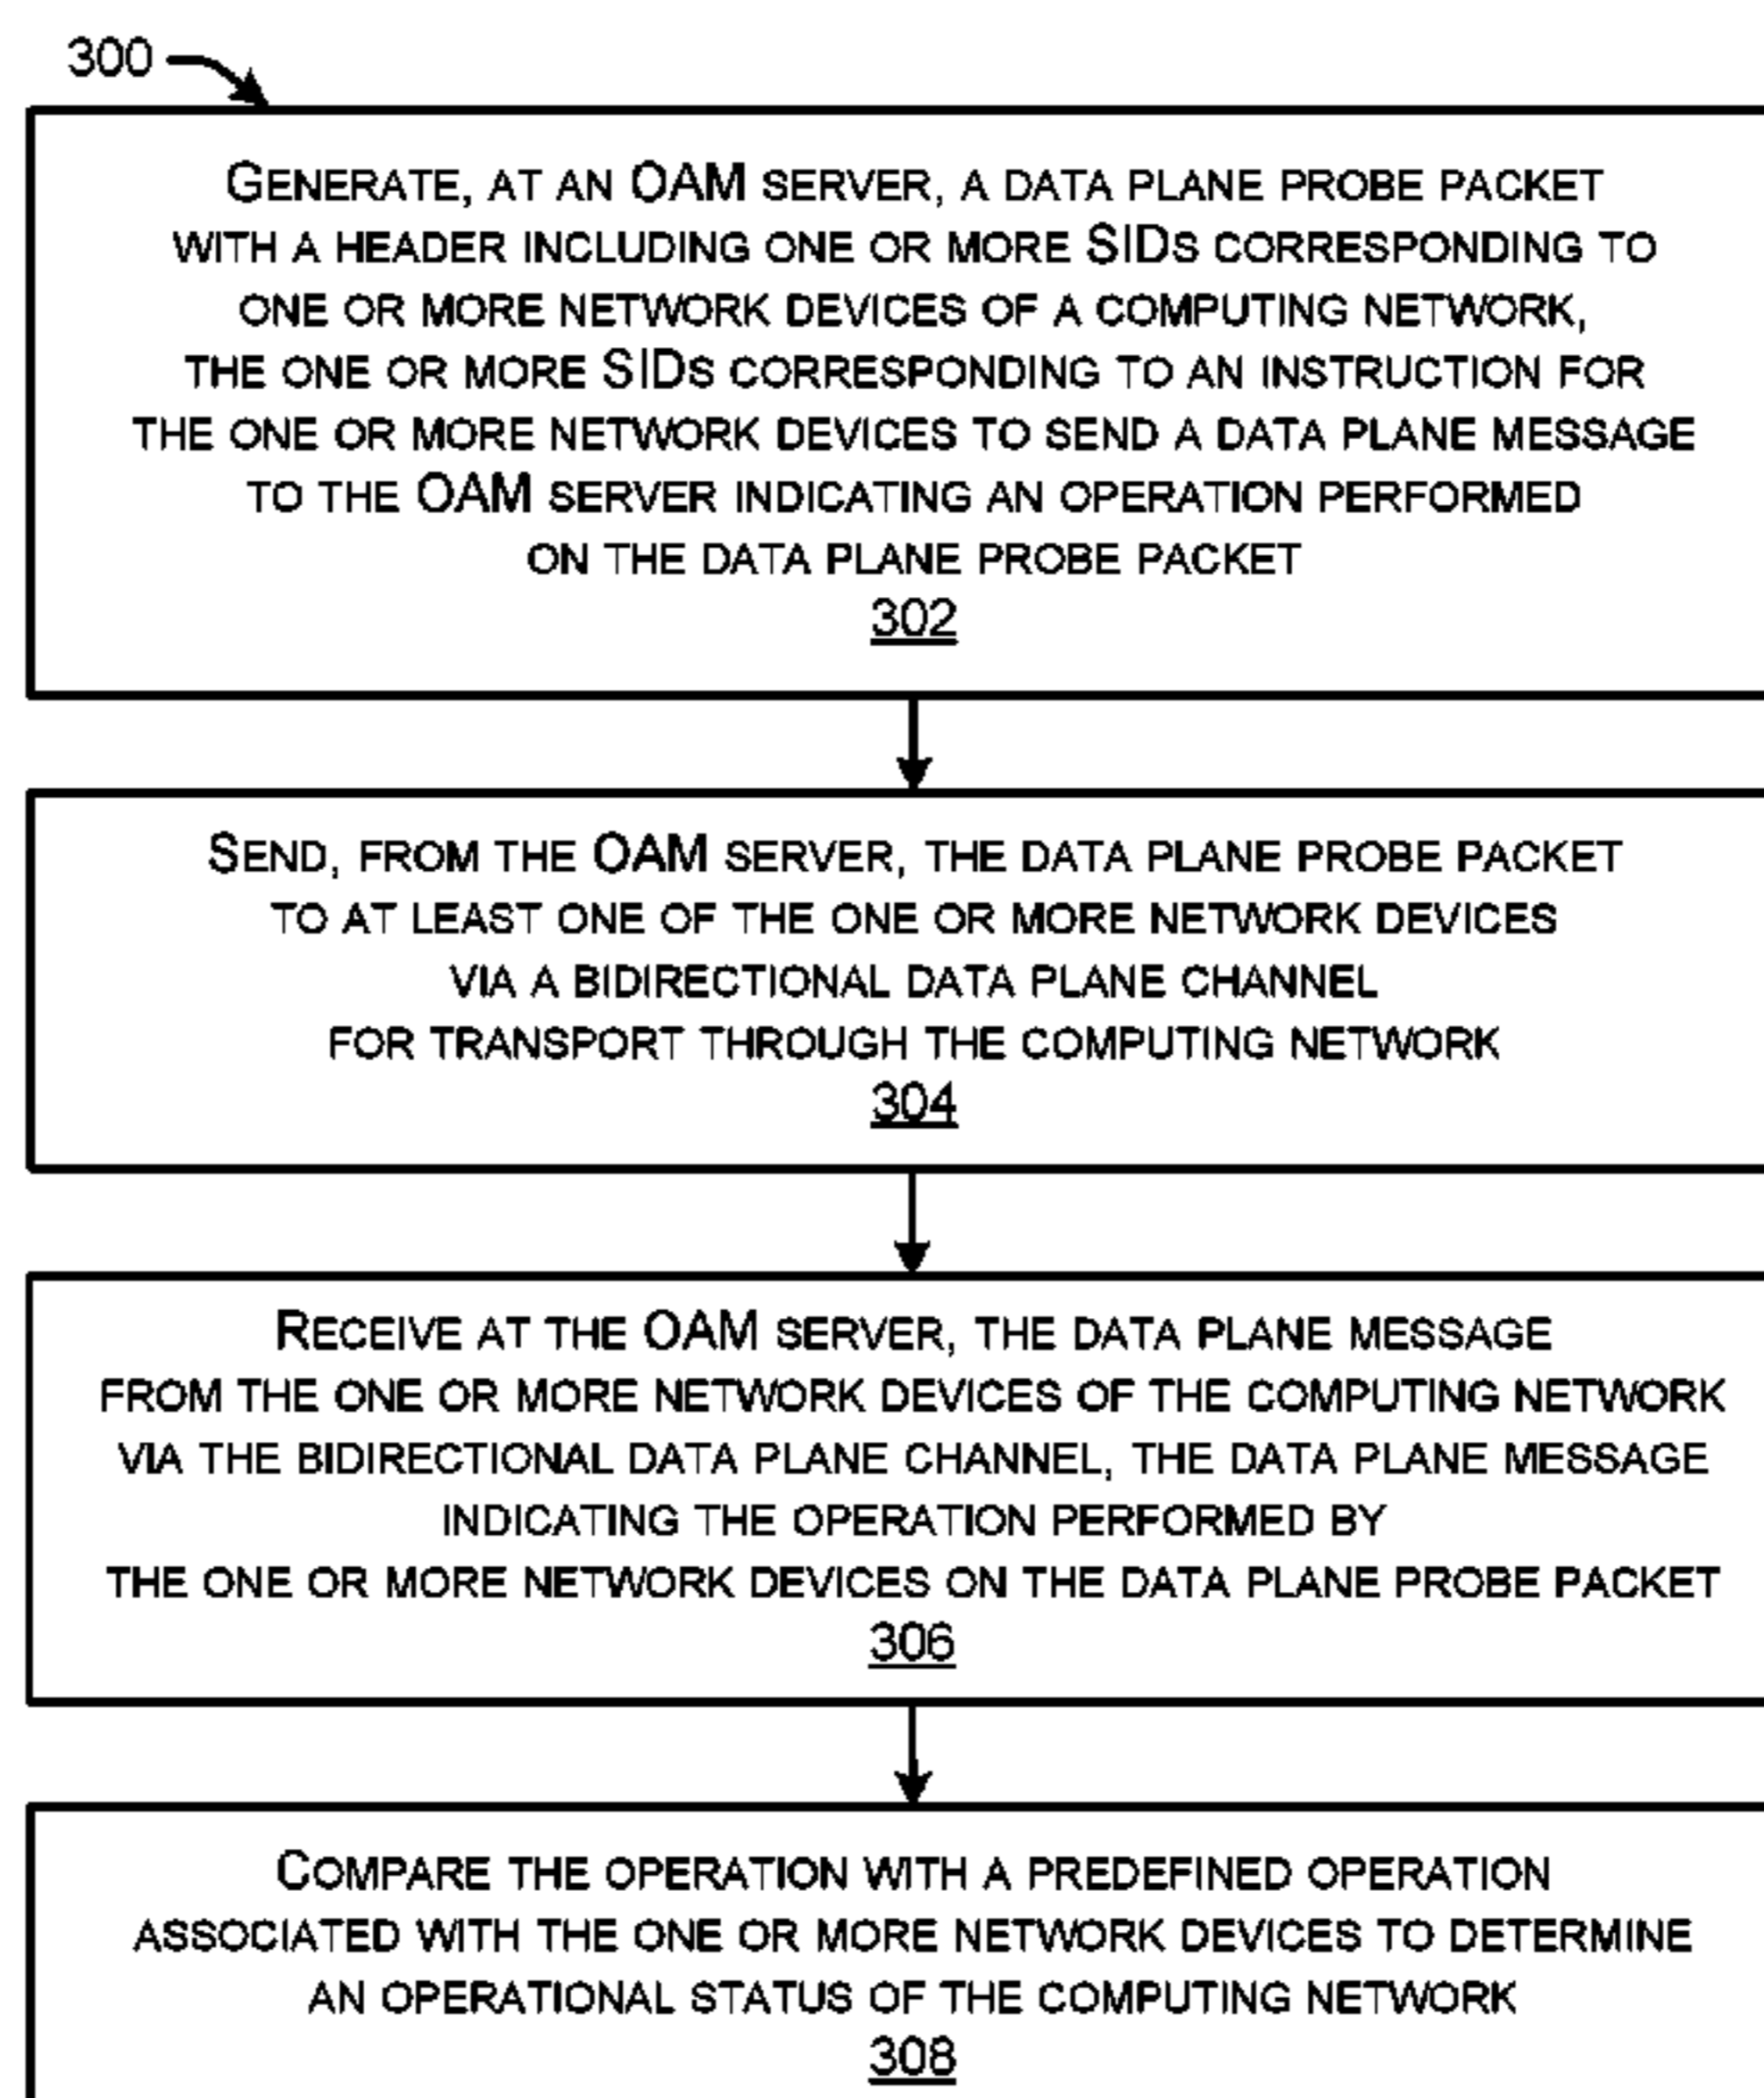 300
GENERATE, AT AN OAM SERVER, A DATA PLANE PROBE PACKET
WITH A HEADER INCLUDING ONE OR MORE SIDS CORRESPONDING TO
ONE OR MORE NETWORK DEVICES OF A COMPUTING NETWORK,
THE ONE OR MORE SIDS CORRESPONDING TO AN INSTRUCTION FOR
THE ONE OR MORE NETWORK DEVICES TO SEND A DATA PLANE MESSAGE
TO THE OAM SERVER INDICATING AN OPERATION PERFORMED
ON THE DATA PLANE PROBE PACKET
302
SEND, FROM THE OAM SERVER, THE DATA PLANE PROBE PACKET
TO AT LEAST ONE OF THE ONE OR MORE NETWORK DEVICES
VIA A BIDIRECTIONAL DATA PLANE CHANNEL
FOR TRANSPORT THROUGH THE COMPUTING NETWORK
304
RECEIVE AT THE OAM SERVER, THE DATA PLANE MESSAGE
FROM THE ONE OR MORE NETWORK DEVICES OF THE COMPUTING NETWORK
VIA THE BIDIRECTIONAL DATA PLANE CHANNEL, THE DATA PLANE MESSAGE
INDICATING THE OPERATION PERFORMED BY
THE ONE OR MORE NETWORK DEVICES ON THE DATA PLANE PROBE PACKET
306
COMPARE THE OPERATION WITH A PREDEFINED OPERATION
ASSOCIATED WITH THE ONE OR MORE NETWORK DEVICES TO DETERMINE
AN OPERATIONAL STATUS OF THE COMPUTING NETWORK
308